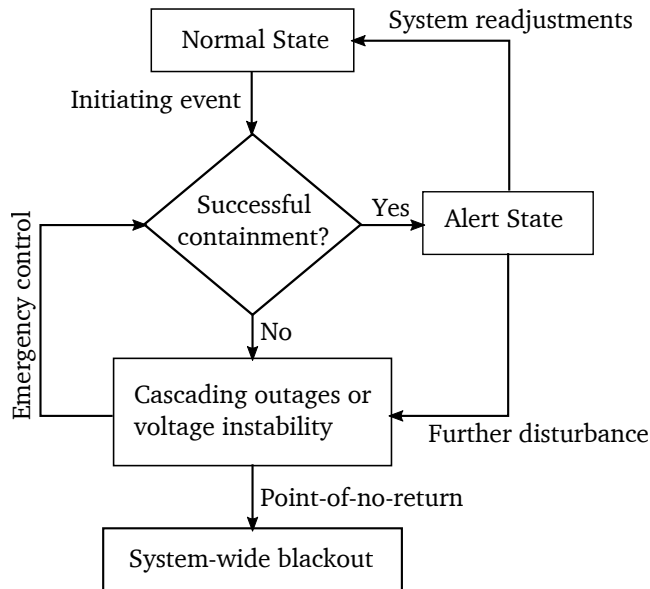 System readjustments
Normal State
Initiating event
Successful
containment?
Yes
Alert State
Emergency control
No
Cascading outages or
voltage instability
Further disturbance
Point-of-no-return
System-wide blackout